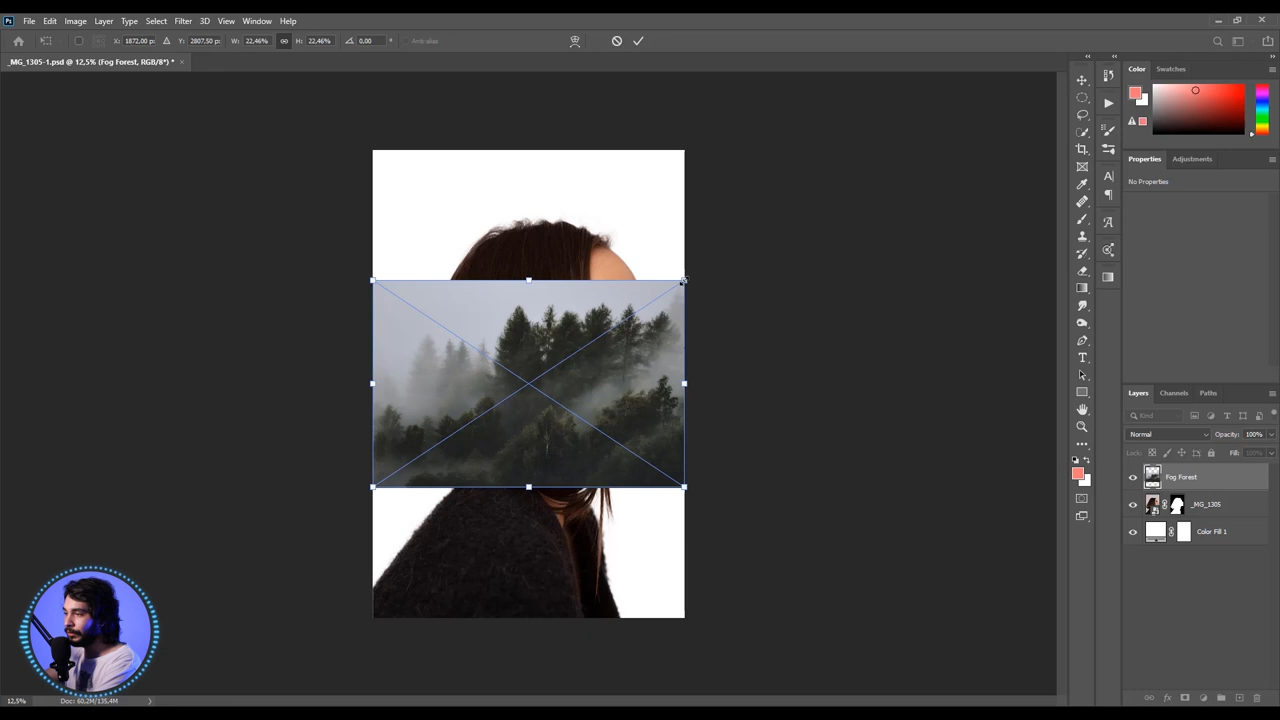 Ps File Edit Image Layer Type Select Filter 3D View Window Help
X: 1872,00 p: Y: 2807,50 p: W: 22,46% H: 22,46% 0,00 ° Anti-alias
_MG_1305-1.psd @ 12,5% (Fog Forest, RGB/8*) * ×
Color Swatches
Properties Adjustments
No Properties
Layers Channels Paths
Kind
Normal Opacity: 100%
Lock: Fill: 100%
Fog Forest
_MG_1305
Color Fill 1
12,5% Doc: 60,2M/135,4M